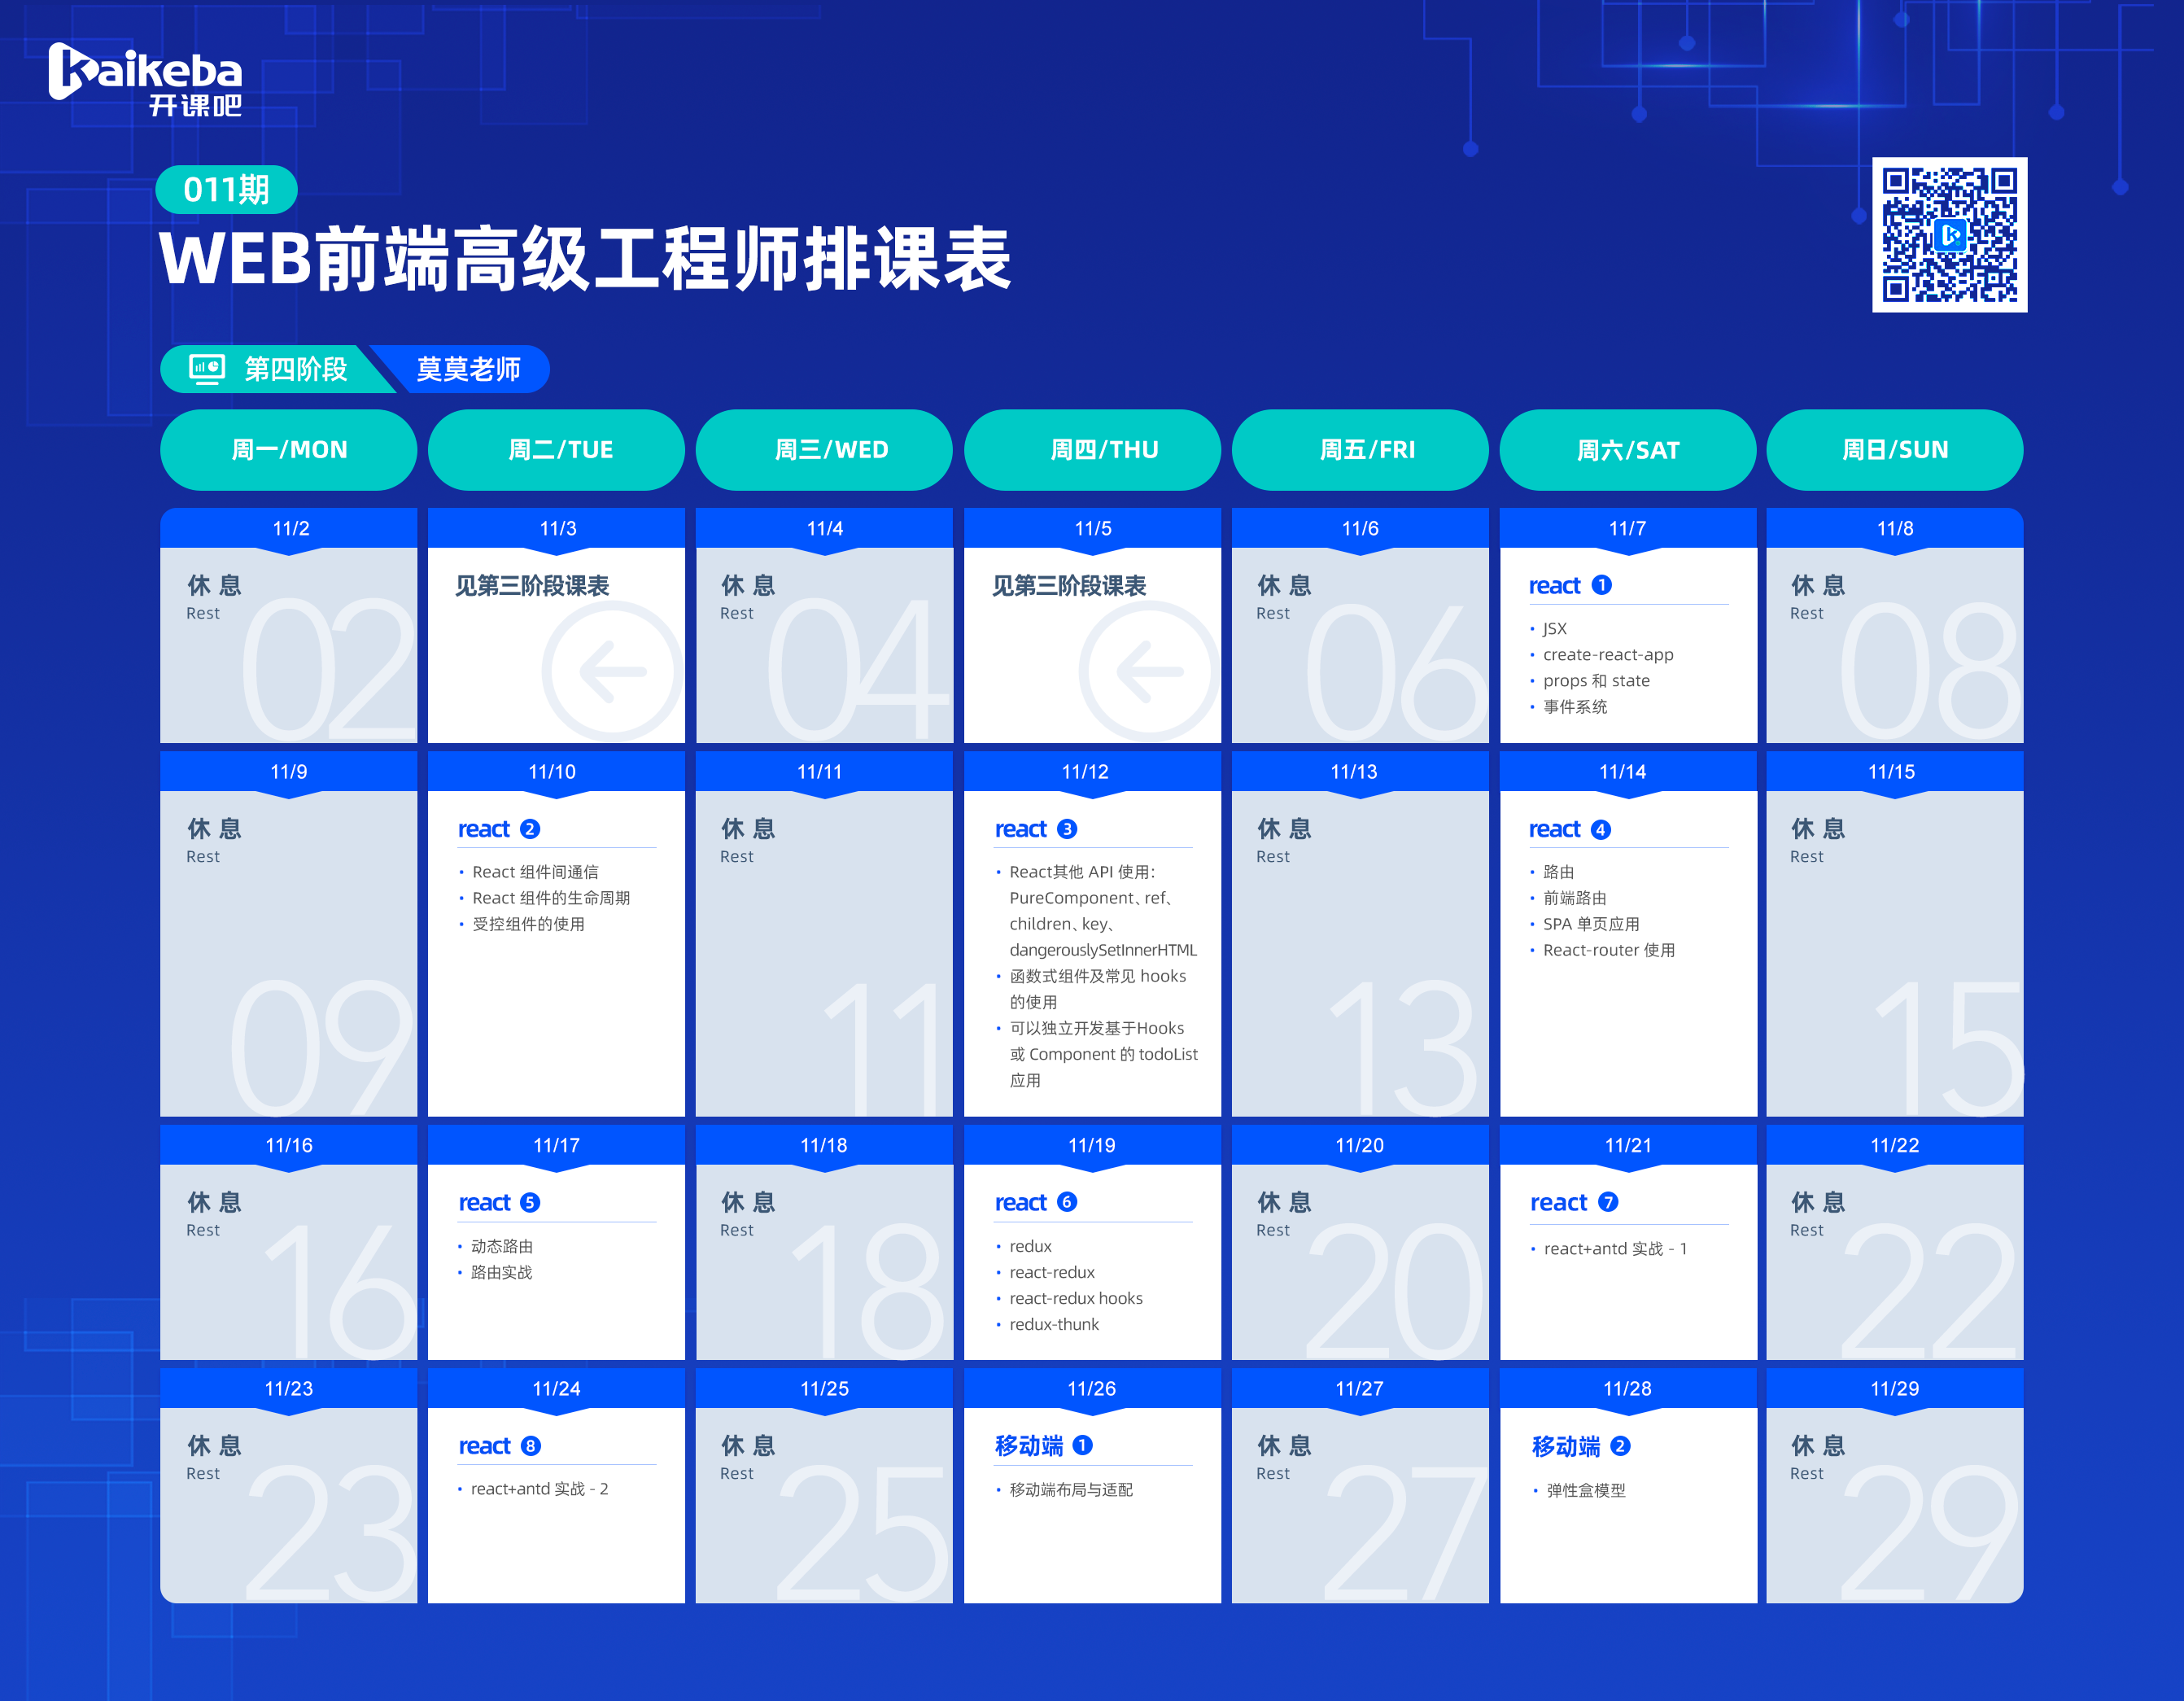 kaikeba
开课吧
011期
WEB前端高级工程师排课表
第四阶段
莫莫老师
周一/MON
周二/TUE
周三/WED
周四/THU
周五/FRI
周六/SAT
周日/SUN
11/2
休 息
Rest
02
11/3
见第三阶段课表
11/4
休 息
Rest
04
11/5
见第三阶段课表
11/6
休 息
Rest
06
11/7
react 1
• JSX
• create-react-app
• props 和 state
• 事件系统
11/8
休 息
Rest
08
11/9
休 息
Rest
09
11/10
react 2
• React 组件间通信
• React 组件的生命周期
• 受控组件的使用
11/11
休 息
Rest
11
11/12
react 3
• React其他 API 使用：
PureComponent、ref、
children、key、
dangerouslySetInnerHTML
• 函数式组件及常见 hooks
的使用
• 可以独立开发基于Hooks
或 Component 的 todoList
应用
11/13
休 息
Rest
13
11/14
react 4
• 路由
• 前端路由
• SPA 单页应用
• React-router 使用
11/15
休 息
Rest
15
11/16
休 息
Rest
16
11/17
react 5
• 动态路由
• 路由实战
11/18
休 息
Rest
18
11/19
react 6
• redux
• react-redux
• react-redux hooks
• redux-thunk
11/20
休 息
Rest
20
11/21
react 7
• react+antd 实战 - 1
11/22
休 息
Rest
22
11/23
休 息
Rest
23
11/24
react 8
• react+antd 实战 - 2
11/25
休 息
Rest
25
11/26
移动端 1
• 移动端布局与适配
11/27
休 息
Rest
27
11/28
移动端 2
• 弹性盒模型
11/29
休 息
Rest
29